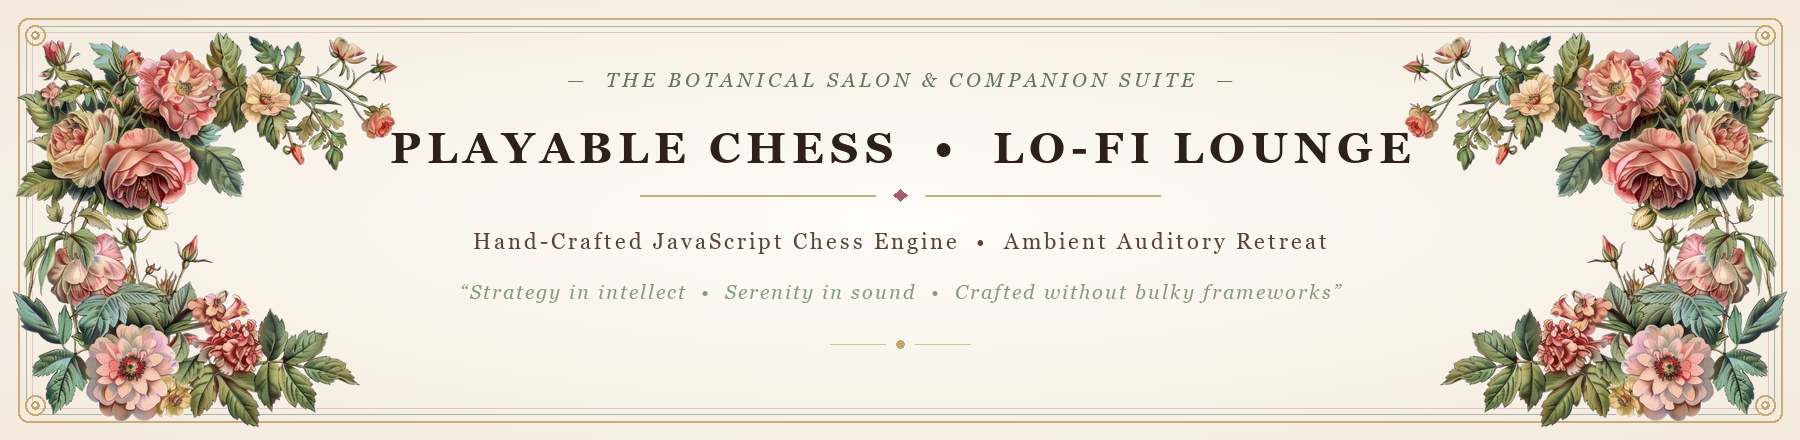 — THE BOTANICAL SALON & COMPANION SUITE —
PLAYABLE CHESS • LO-FI LOUNGE
Hand-Crafted JavaScript Chess Engine • Ambient Auditory Retreat
“Strategy in intellect • Serenity in sound • Crafted without bulky frameworks”